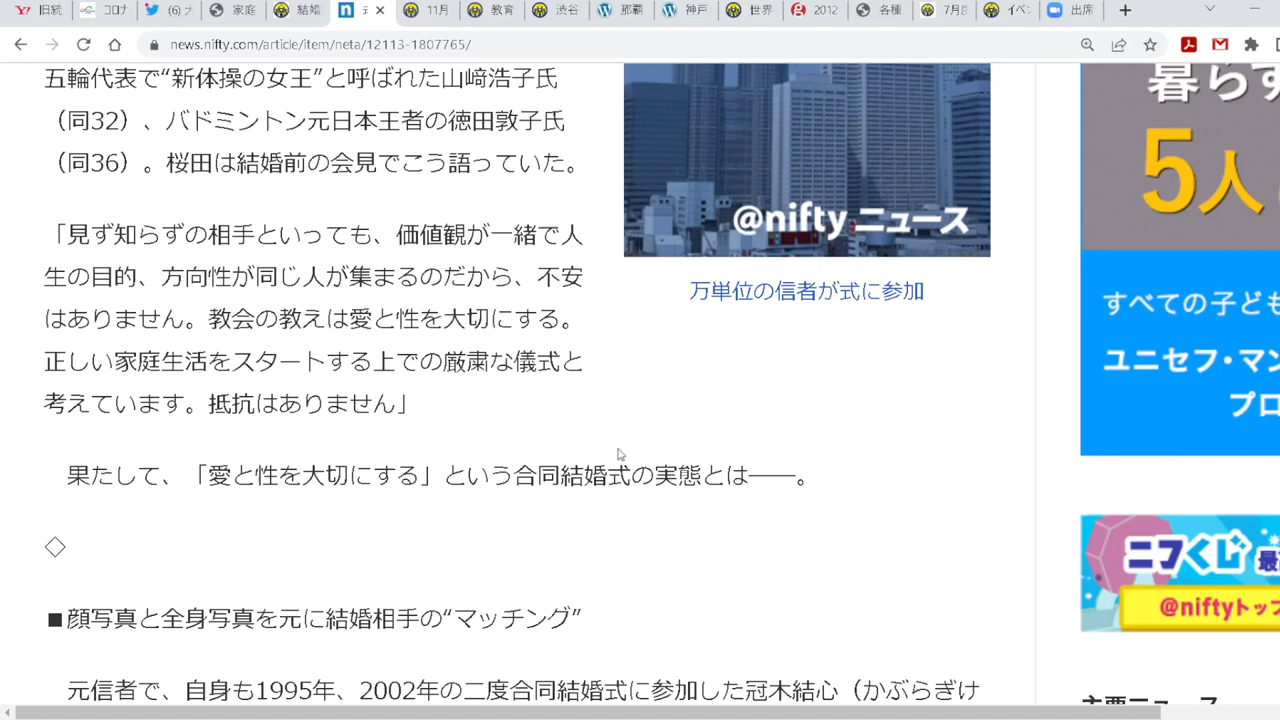 旧統
コロナ
(6) ナ
家庭
結婚
元
11月
教育
渋谷
那覇
神戸
世界
2012
各種
7月度
イベン
出席
news.nifty.com/article/item/neta/12113-1807765/
五輪代表で“新体操の女王”と呼ばれた山﨑浩子氏
（同32）、バドミントン元日本王者の徳田敦子氏
（同36）。桜田は結婚前の会見でこう語っていた。
「見ず知らずの相手といっても、価値観が一緒で人
生の目的、方向性が同じ人が集まるのだから、不安
はありません。教会の教えは愛と性を大切にする。
正しい家庭生活をスタートする上での厳粛な儀式と
考えています。抵抗はありません」
@nifty ニュース
万単位の信者が式に参加
果たして、「愛と性を大切にする」という合同結婚式の実態とは――。
◇
■顔写真と全身写真を元に結婚相手の“マッチング”
元信者で、自身も1995年、2002年の二度合同結婚式に参加した冠木結心（かぶらぎけ
暮らす
5人
すべての子ども
ユニセフ・マン
プロ
ニフくじ 最
@niftyトップ
主要ニュース